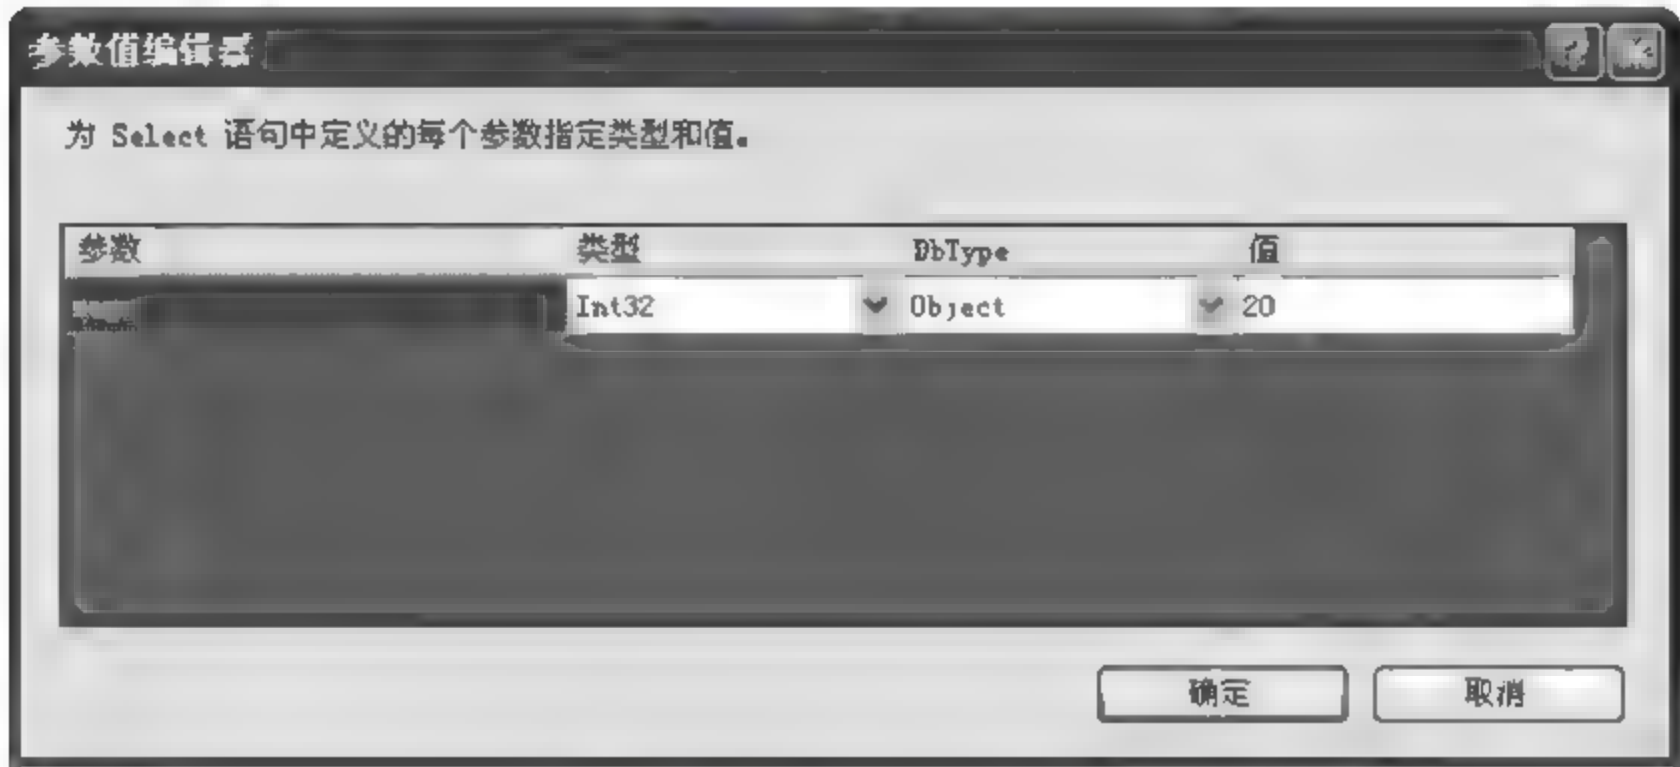 参数值编辑器
为 Select 语句中定义的每个参数指定类型和值。
参数 类型 DbType 值
Int32 Object 20
确定 取消